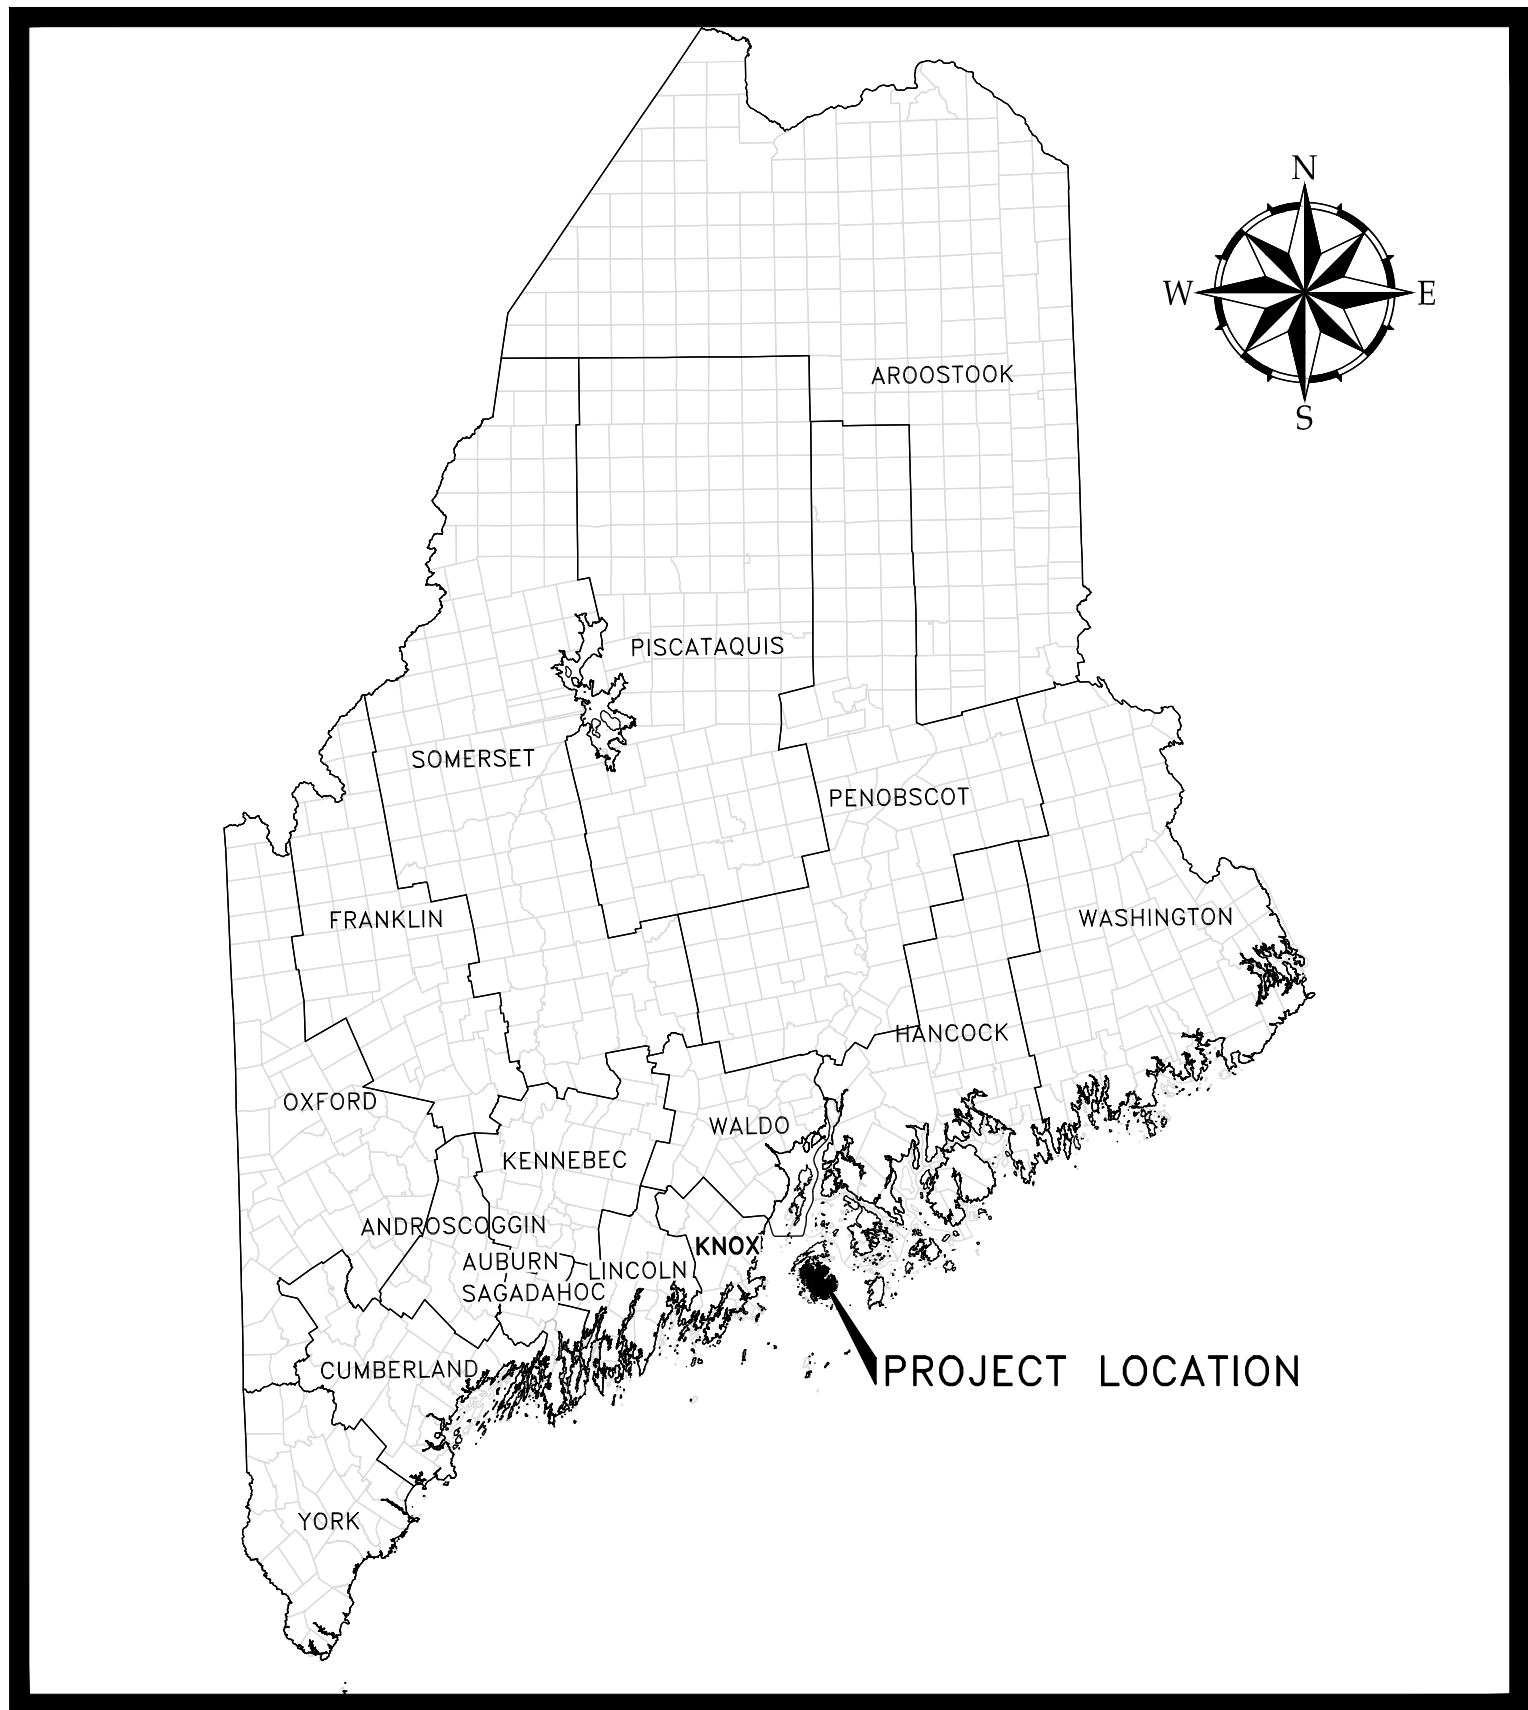 N
W
E
S
AROOSTOOK
PISCATAQUIS
SOMERSET
PENOBSCOT
FRANKLIN
WASHINGTON
HANCOCK
OXFORD
WALDO
KENNEBEC
ANDROSCOGGIN
KNOX
AUBURN
LINCOLN
SAGADAHOC
CUMBERLAND
PROJECT LOCATION
YORK